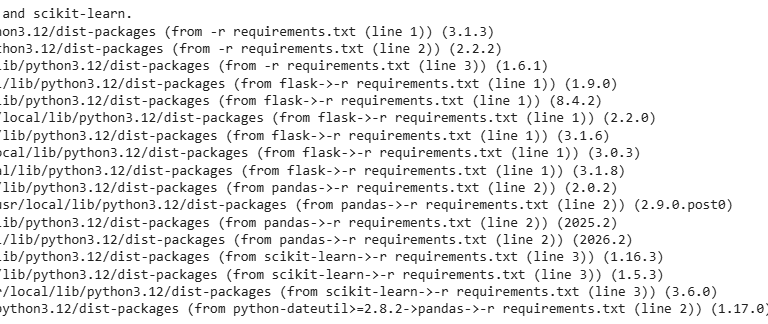 and scikit-learn.
hon3.12/dist-packages (from -r requirements.txt (line 1)) (3.1.3)
thon3.12/dist-packages (from -r requirements.txt (line 2)) (2.2.2)
lib/python3.12/dist-packages (from -r requirements.txt (line 3)) (1.6.1)
/lib/python3.12/dist-packages (from flask->-r requirements.txt (line 1)) (1.9.0)
lib/python3.12/dist-packages (from flask->-r requirements.txt (line 1)) (8.4.2)
/local/lib/python3.12/dist-packages (from flask->-r requirements.txt (line 1)) (2.2.0)
/lib/python3.12/dist-packages (from flask->-r requirements.txt (line 1)) (3.1.6)
ocal/lib/python3.12/dist-packages (from flask->-r requirements.txt (line 1)) (3.0.3)
al/lib/python3.12/dist-packages (from flask->-r requirements.txt (line 1)) (3.1.8)
/lib/python3.12/dist-packages (from pandas->-r requirements.txt (line 2)) (2.0.2)
usr/local/lib/python3.12/dist-packages (from pandas->-r requirements.txt (line 2)) (2.9.0.post0)
lib/python3.12/dist-packages (from pandas->-r requirements.txt (line 2)) (2025.2)
/lib/python3.12/dist-packages (from pandas->-r requirements.txt (line 2)) (2026.2)
lib/python3.12/dist-packages (from scikit-learn->-r requirements.txt (line 3)) (1.16.3)
/lib/python3.12/dist-packages (from scikit-learn->-r requirements.txt (line 3)) (1.5.3)
r/local/lib/python3.12/dist-packages (from scikit-learn->-r requirements.txt (line 3)) (3.6.0)
python3.12/dist-packages (from python-dateutil>=2.8.2->pandas->-r requirements.txt (line 2)) (1.17.0)